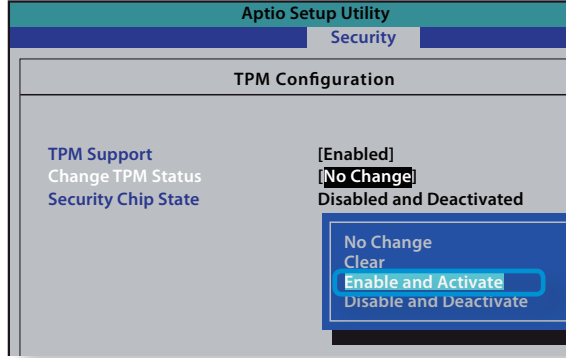 Aptio Setup Utility
Security
TPM Configuration
TPM Support [Enabled]
Change TPM Status [No Change]
Security Chip State Disabled and Deactivated
No Change
Clear
Enable and Activate
Disable and Deactivate